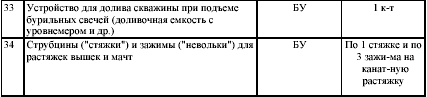 33 Устройство для долива скважины при подъеме БУ 1 к-т
бурильных свечей (доливочная емкость с
уровнемером и др.)
34 Струбцины ("стяжки") и зажимы ("невольки") для БУ По 1 стяжке и по
растяжек вышек и мачт 3 зажи-ма на
канат-ную
растяжку